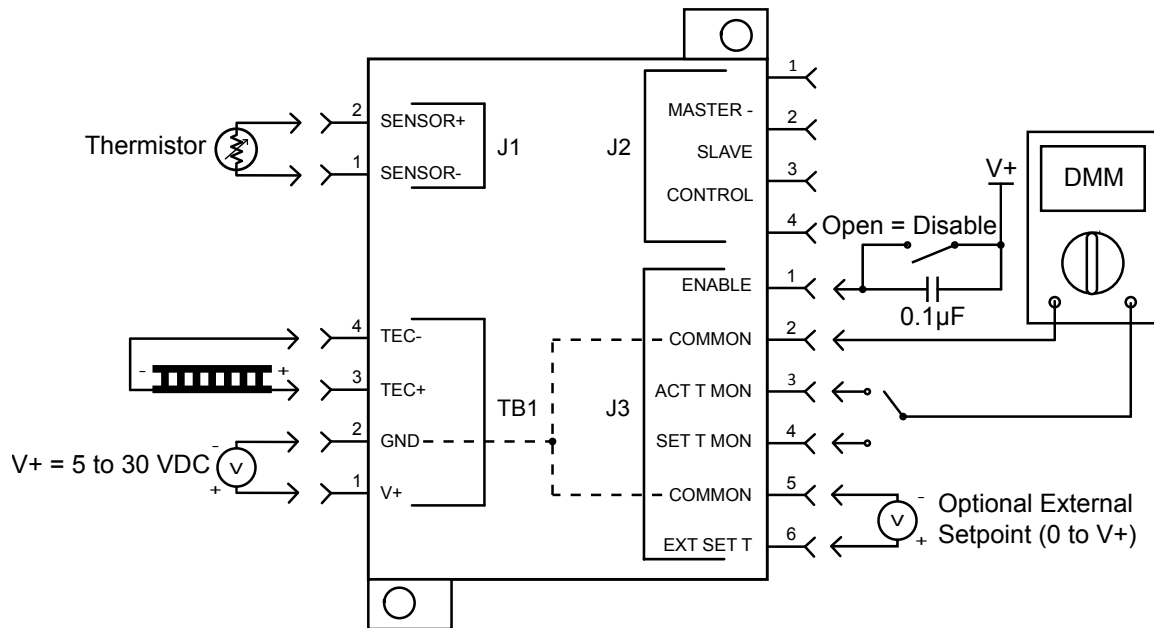 Thermistor
2
1
SENSOR+
SENSOR-
J1
J2
MASTER -
SLAVE
CONTROL
1
2
3
4
V+
DMM
Open = Disable
0.1µF
4
3
2
1
- +
TEC-
TEC+
GND
V+
TB1
V+ = 5 to 30 VDC
-
V
+
J3
ENABLE
COMMON
ACT T MON
SET T MON
COMMON
EXT SET T
1
2
3
4
5
6
-
V
+
Optional External
Setpoint (0 to V+)